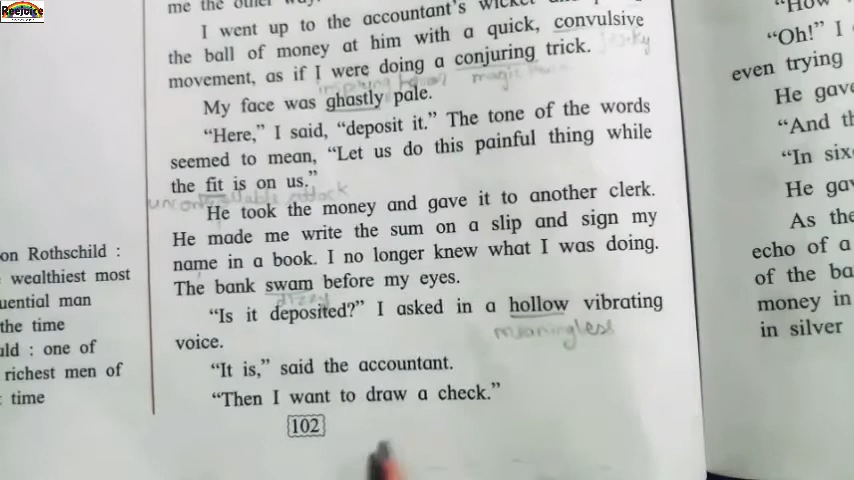 Reejoice
me the other way.
I went up to the accountant's wicket and
the ball of money at him with a quick, convulsive
movement, as if I were doing a conjuring trick.
jerky
magic
My face was ghastly pale.
"Here," I said, "deposit it." The tone of the words
seemed to mean, "Let us do this painful thing while
the fit is on us."
uncontrollable attack
He took the money and gave it to another clerk.
He made me write the sum on a slip and sign my
name in a book. I no longer knew what I was doing.
The bank swam before my eyes.
dizzy
"Is it deposited?" I asked in a hollow vibrating
meaningless
voice.
"It is," said the accountant.
"Then I want to draw a check."
102
on Rothschild :
wealthiest most
uential man
the time
ld : one of
richest men of
time
"How
"Oh!" I
even trying
He gave
"And th
"In six
He gav
As the
echo of a
of the ba
money in
in silver